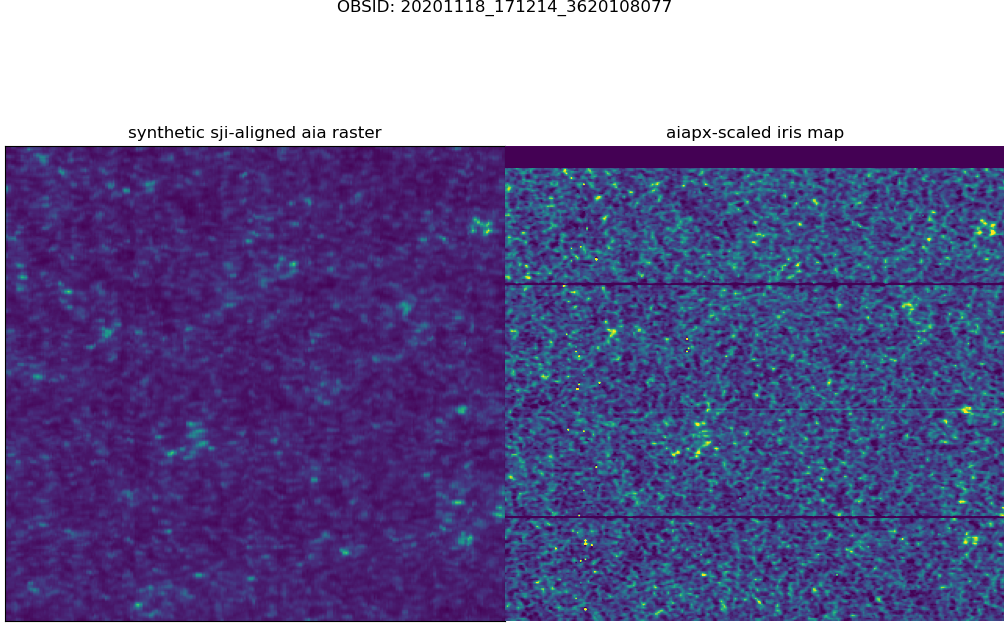 OBSID: 20201118_171214_3620108077
synthetic sji-aligned aia raster
aiapx-scaled iris map